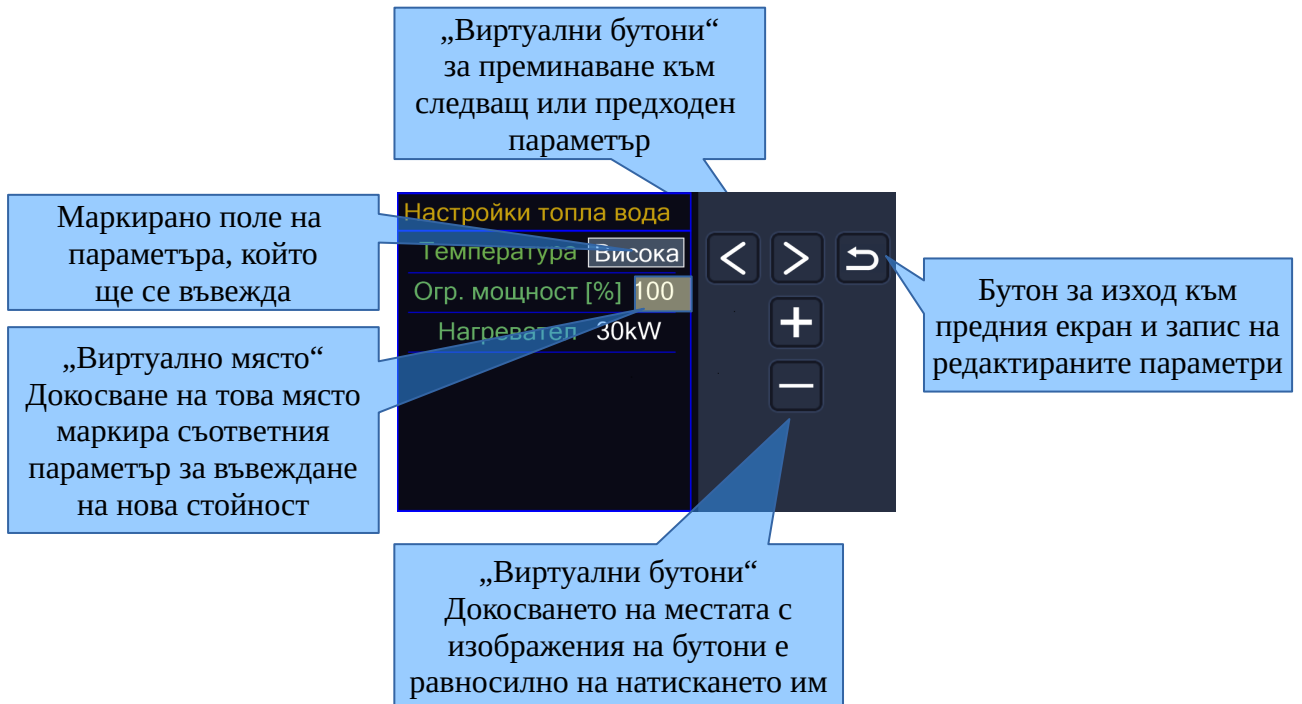 „Виртуални бутони“
за преминаване към
следващ или предходен
параметър
Маркирано поле на
параметъра, който
ще се въвежда
„Виртуално място“
Докосване на това място
маркира съответния
параметър за въвеждане
на нова стойност
Настройки топла вода
Температура Висока
Огр. мощност [%] 100
Нагревател 30kW
Бутон за изход към
предния екран и запис на
редактираните параметри
„Виртуални бутони“
Докосването на местата с
изображения на бутони е
равносилно на натискането им